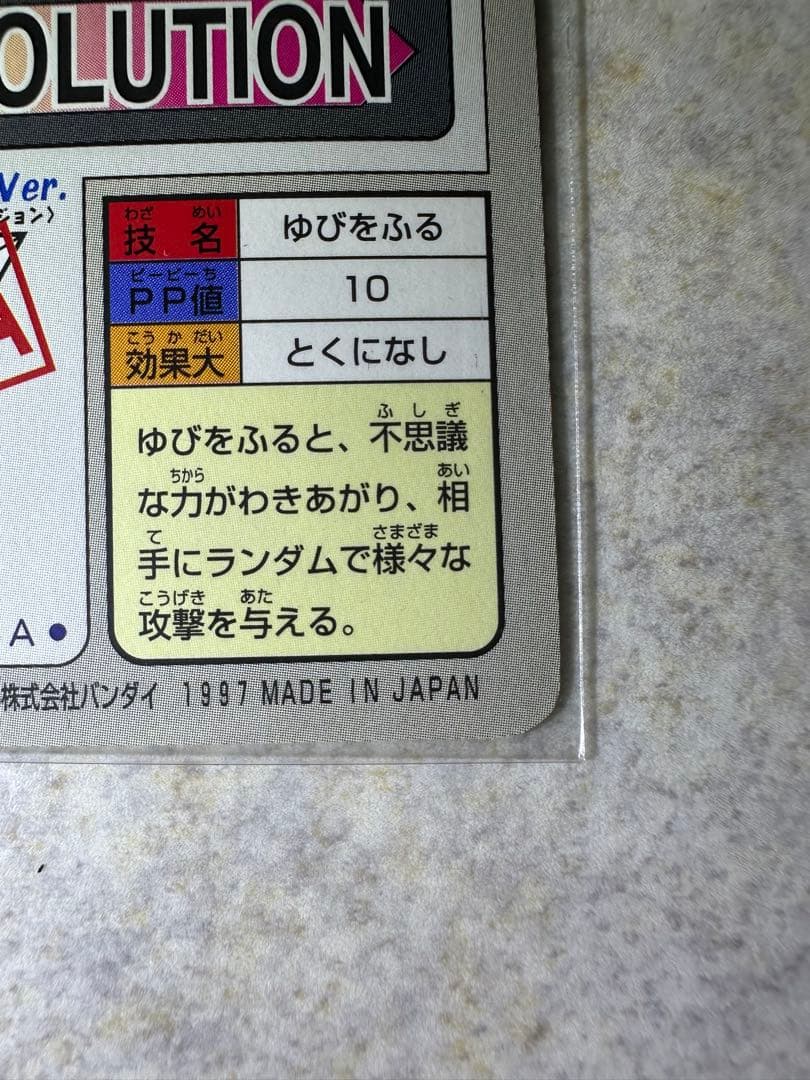 OLUTION
Ver.
ジョン〉
わざ めい
技 名 ゆびをふる
ピーピーち
PP値 10
こうかだい
効果大 とくになし
ふしぎ
ゆびをふると、不思議
ちから あい
な力がわきあがり、相
て さまざま
手にランダムで様々な
こうげき あた
攻撃を与える。
A●
株式会社バンダイ 1997 MADE IN JAPAN